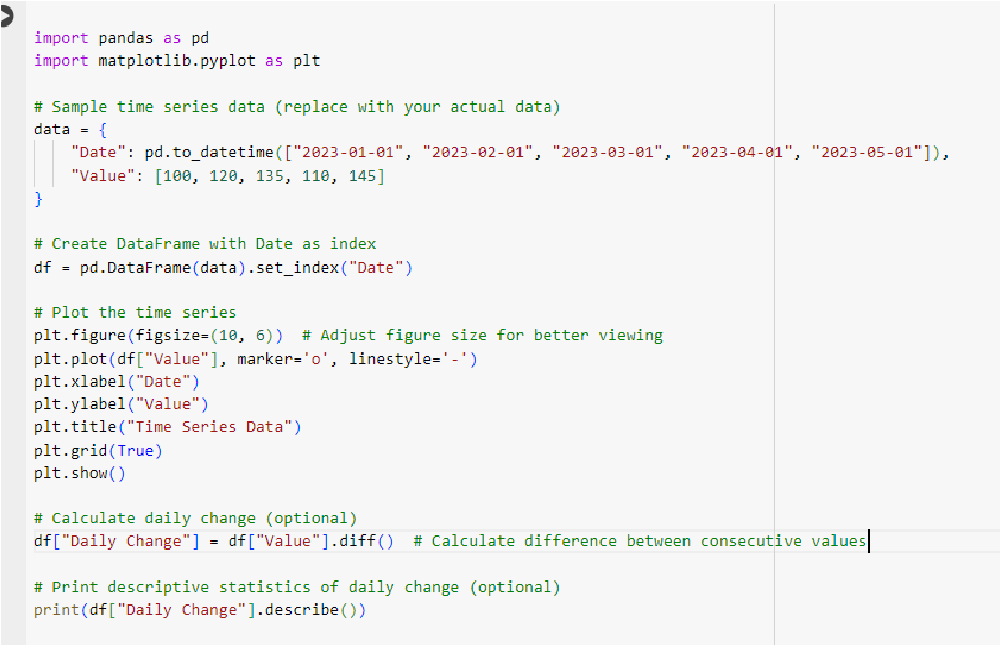 import pandas as pd
import matplotlib.pyplot as plt

# Sample time series data (replace with your actual data)
data = {
    "Date": pd.to_datetime(["2023-01-01", "2023-02-01", "2023-03-01", "2023-04-01", "2023-05-01"]),
    "Value": [100, 120, 135, 110, 145]
}

# Create DataFrame with Date as index
df = pd.DataFrame(data).set_index("Date")

# Plot the time series
plt.figure(figsize=(10, 6))  # Adjust figure size for better viewing
plt.plot(df["Value"], marker='o', linestyle='-')
plt.xlabel("Date")
plt.ylabel("Value")
plt.title("Time Series Data")
plt.grid(True)
plt.show()

# Calculate daily change (optional)
df["Daily Change"] = df["Value"].diff()  # Calculate difference between consecutive values

# Print descriptive statistics of daily change (optional)
print(df["Daily Change"].describe())